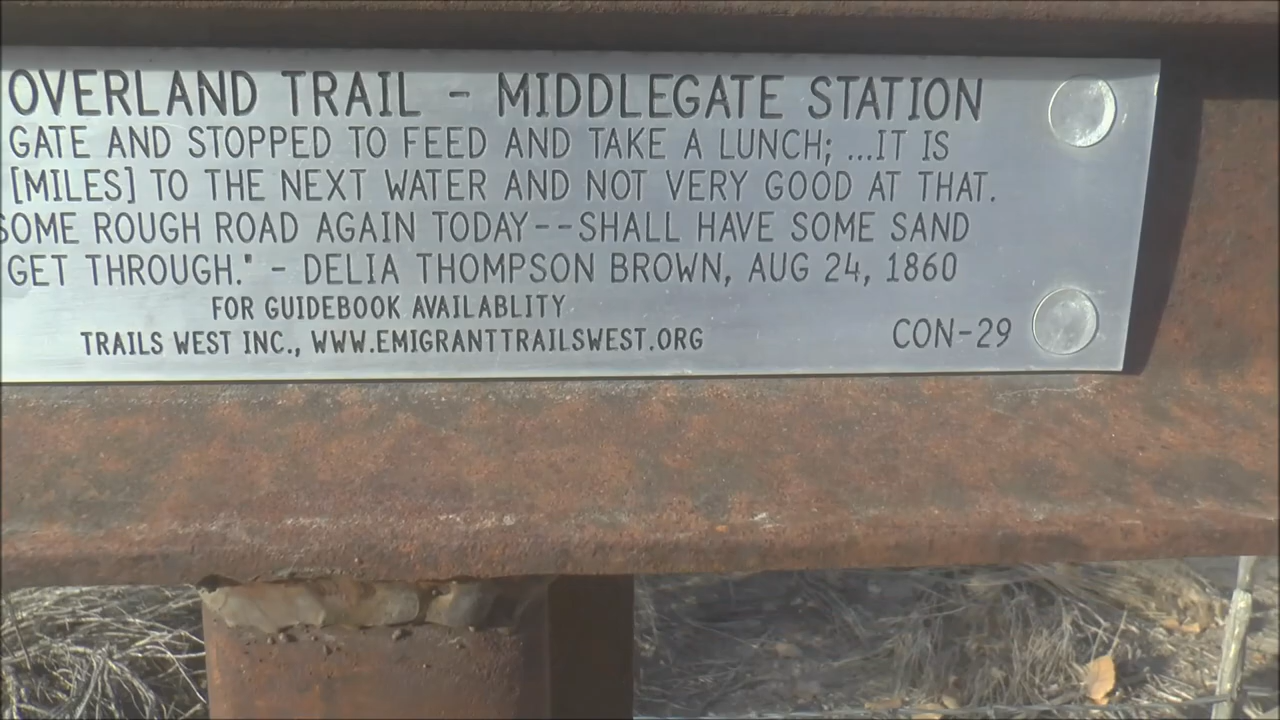 OVERLAND TRAIL - MIDDLEGATE STATION
GATE AND STOPPED TO FEED AND TAKE A LUNCH; ...IT IS
[MILES] TO THE NEXT WATER AND NOT VERY GOOD AT THAT.
SOME ROUGH ROAD AGAIN TODAY--SHALL HAVE SOME SAND
GET THROUGH." - DELIA THOMPSON BROWN, AUG 24, 1860
FOR GUIDEBOOK AVAILABLITY
TRAILS WEST INC., WWW.EMIGRANTTRAILSWEST.ORG
CON-29